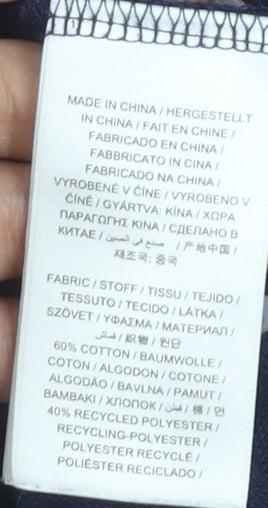 1
MADE IN CHINA / HERGESTELLT
IN CHINA / FAIT EN CHINE /
FABRICADO EN CHINA /
FABBRICATO IN CINA /
FABRICADO NA CHINA /
VYROBENÉ V ČÍNE / VYROBENO V
ČÍNĚ / GYÁRTVA: KÍNA / ΧΩΡΑ
ΠΑΡΑΓΩΓΗΣ ΚΙΝΑ / СДЕЛАНО В
КИТАЕ / صنع في الصين / 产地中国 /
제조국: 중국
FABRIC / STOFF / TISSU / TEJIDO /
TESSUTO / TECIDO / LÁTKA /
SZÖVET / ΥΦΑΣΜΑ / МАТЕРИАЛ /
قماش / 织物 / 원단
60% COTTON / BAUMWOLLE /
COTON / ALGODON / COTONE /
ALGODÃO / BAVLNA / PAMUT /
ΒΑΜΒΑΚΙ / ХЛОПОК / قطن / 棉 / 면
40% RECYCLED POLYESTER /
RECYCLING-POLYESTER /
POLYESTER RECYCLÉ /
POLIÉSTER RECICLADO /